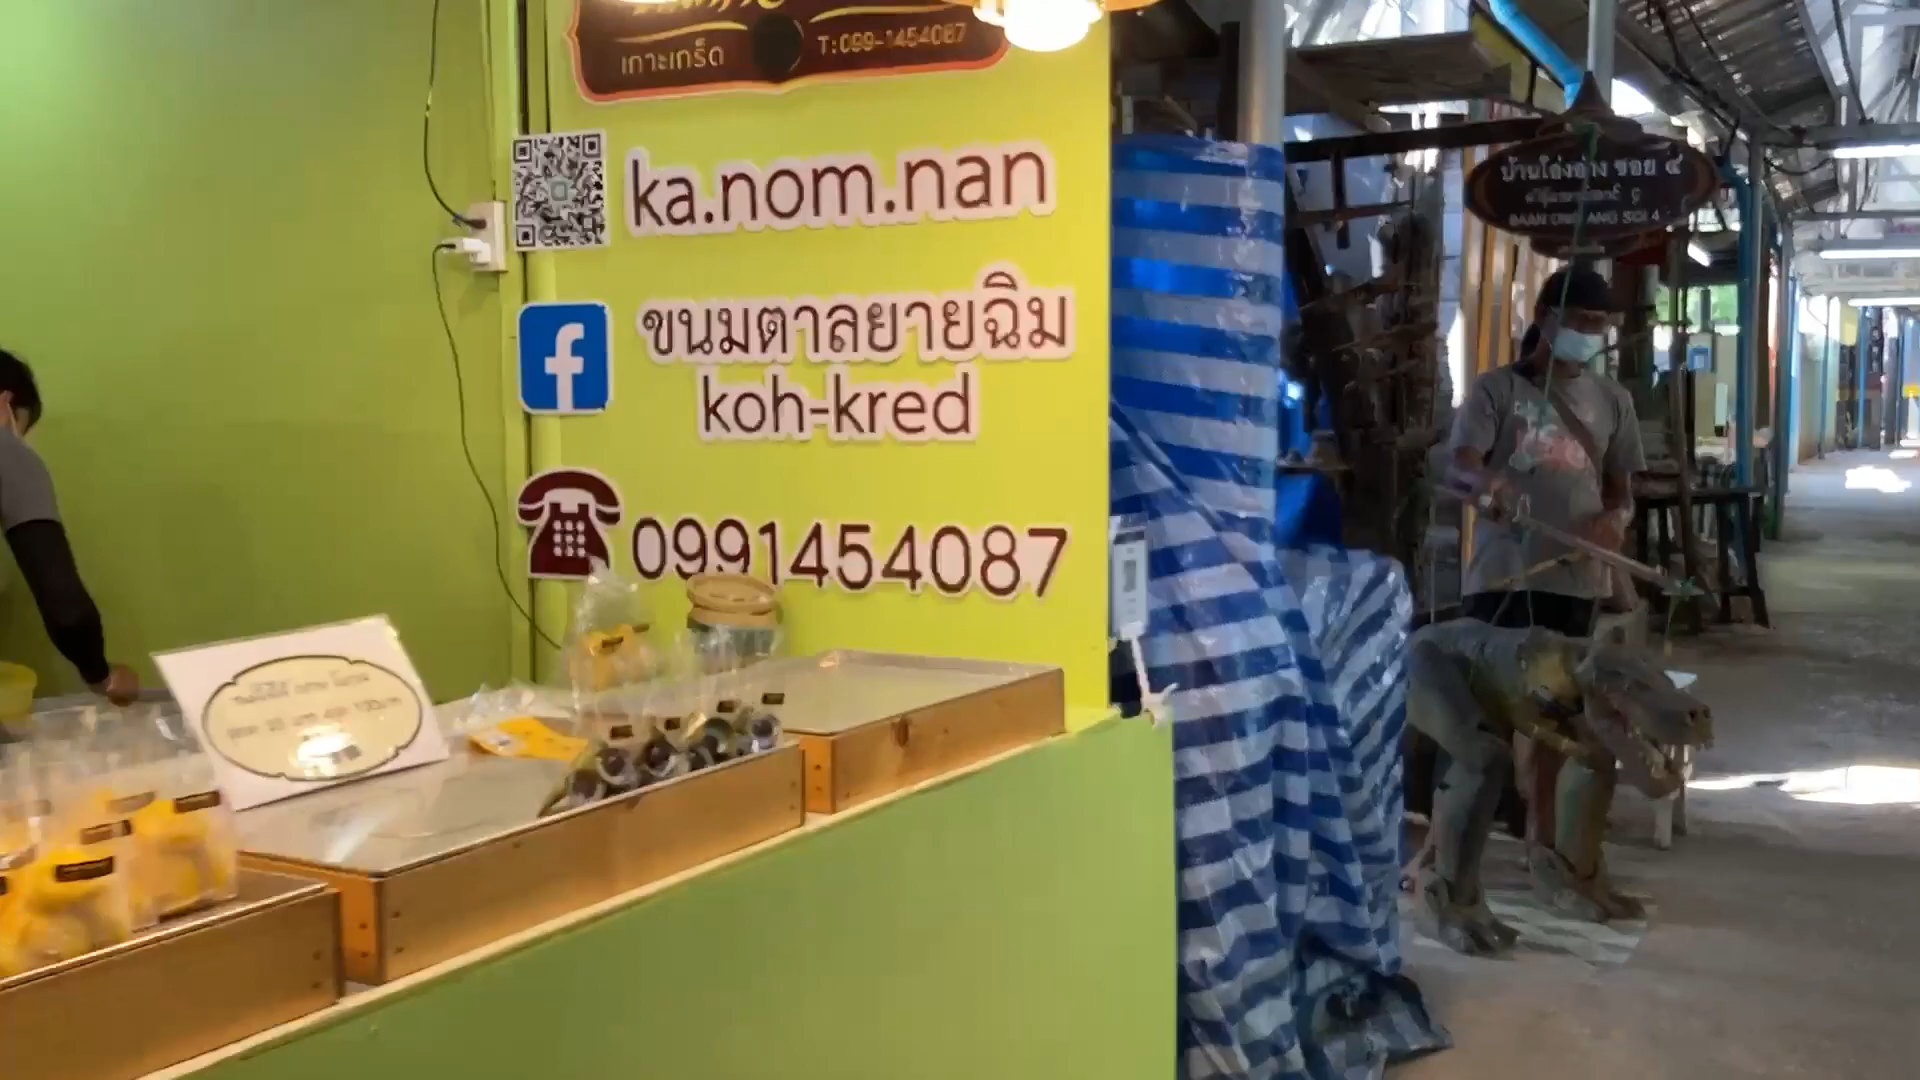 เกาะเกร็ด
T:099-1454087
ka.nom.nan
ขนมตาลยายฉิม
koh-kred
0991454087
บ้านโอ่งอ่าง ซอย ๔
BAAN ONG ANG SOI 4